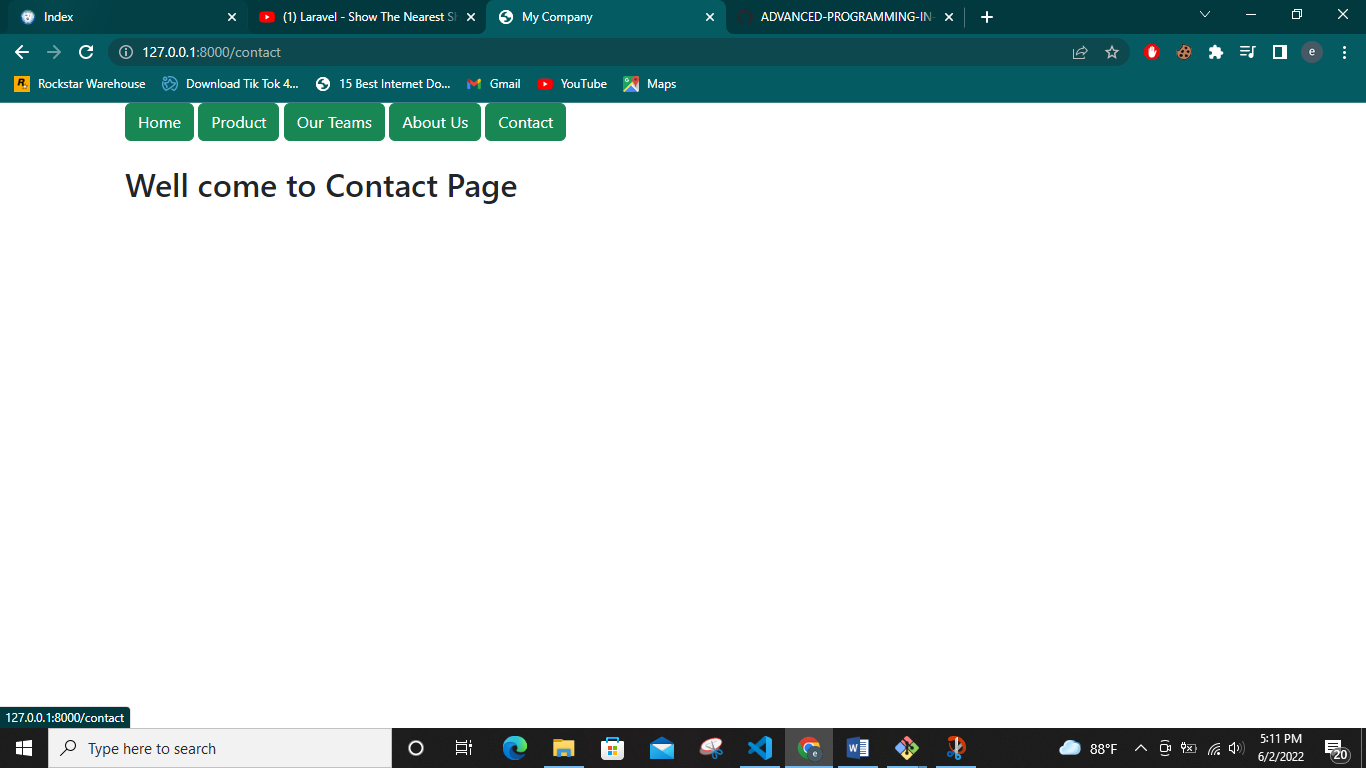 Index
(1) Laravel - Show The Nearest S
My Company
ADVANCED-PROGRAMMING-IN-
127.0.0.1:8000/contact
e
Rockstar Warehouse
Download Tik Tok 4...
15 Best Internet Do...
Gmail
YouTube
Maps
Home
Product
Our Teams
About Us
Contact
Well come to Contact Page
127.0.0.1:8000/contact
Type here to search
88°F
5:11 PM
6/2/2022
20